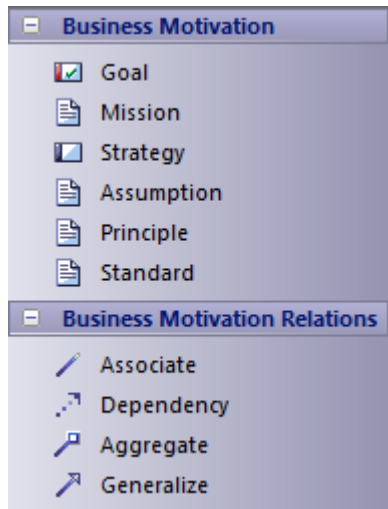 Business Motivation
Goal
Mission
Strategy
Assumption
Principle
Standard
Business Motivation Relations
Associate
Dependency
Aggregate
Generalize